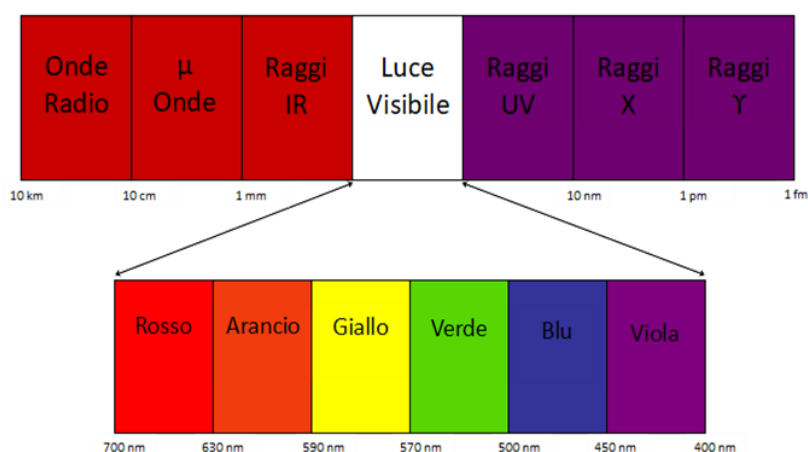 Onde
Radio
μ
Onde
Raggi
IR
Luce
Visibile
Raggi
UV
Raggi
X
Raggi
ϒ
10 km
10 cm
1 mm
10 nm
1 pm
1 fm
Rosso
Arancio
Giallo
Verde
Blu
Viola
700 nm
630 nm
590 nm
570 nm
500 nm
450 nm
400 nm